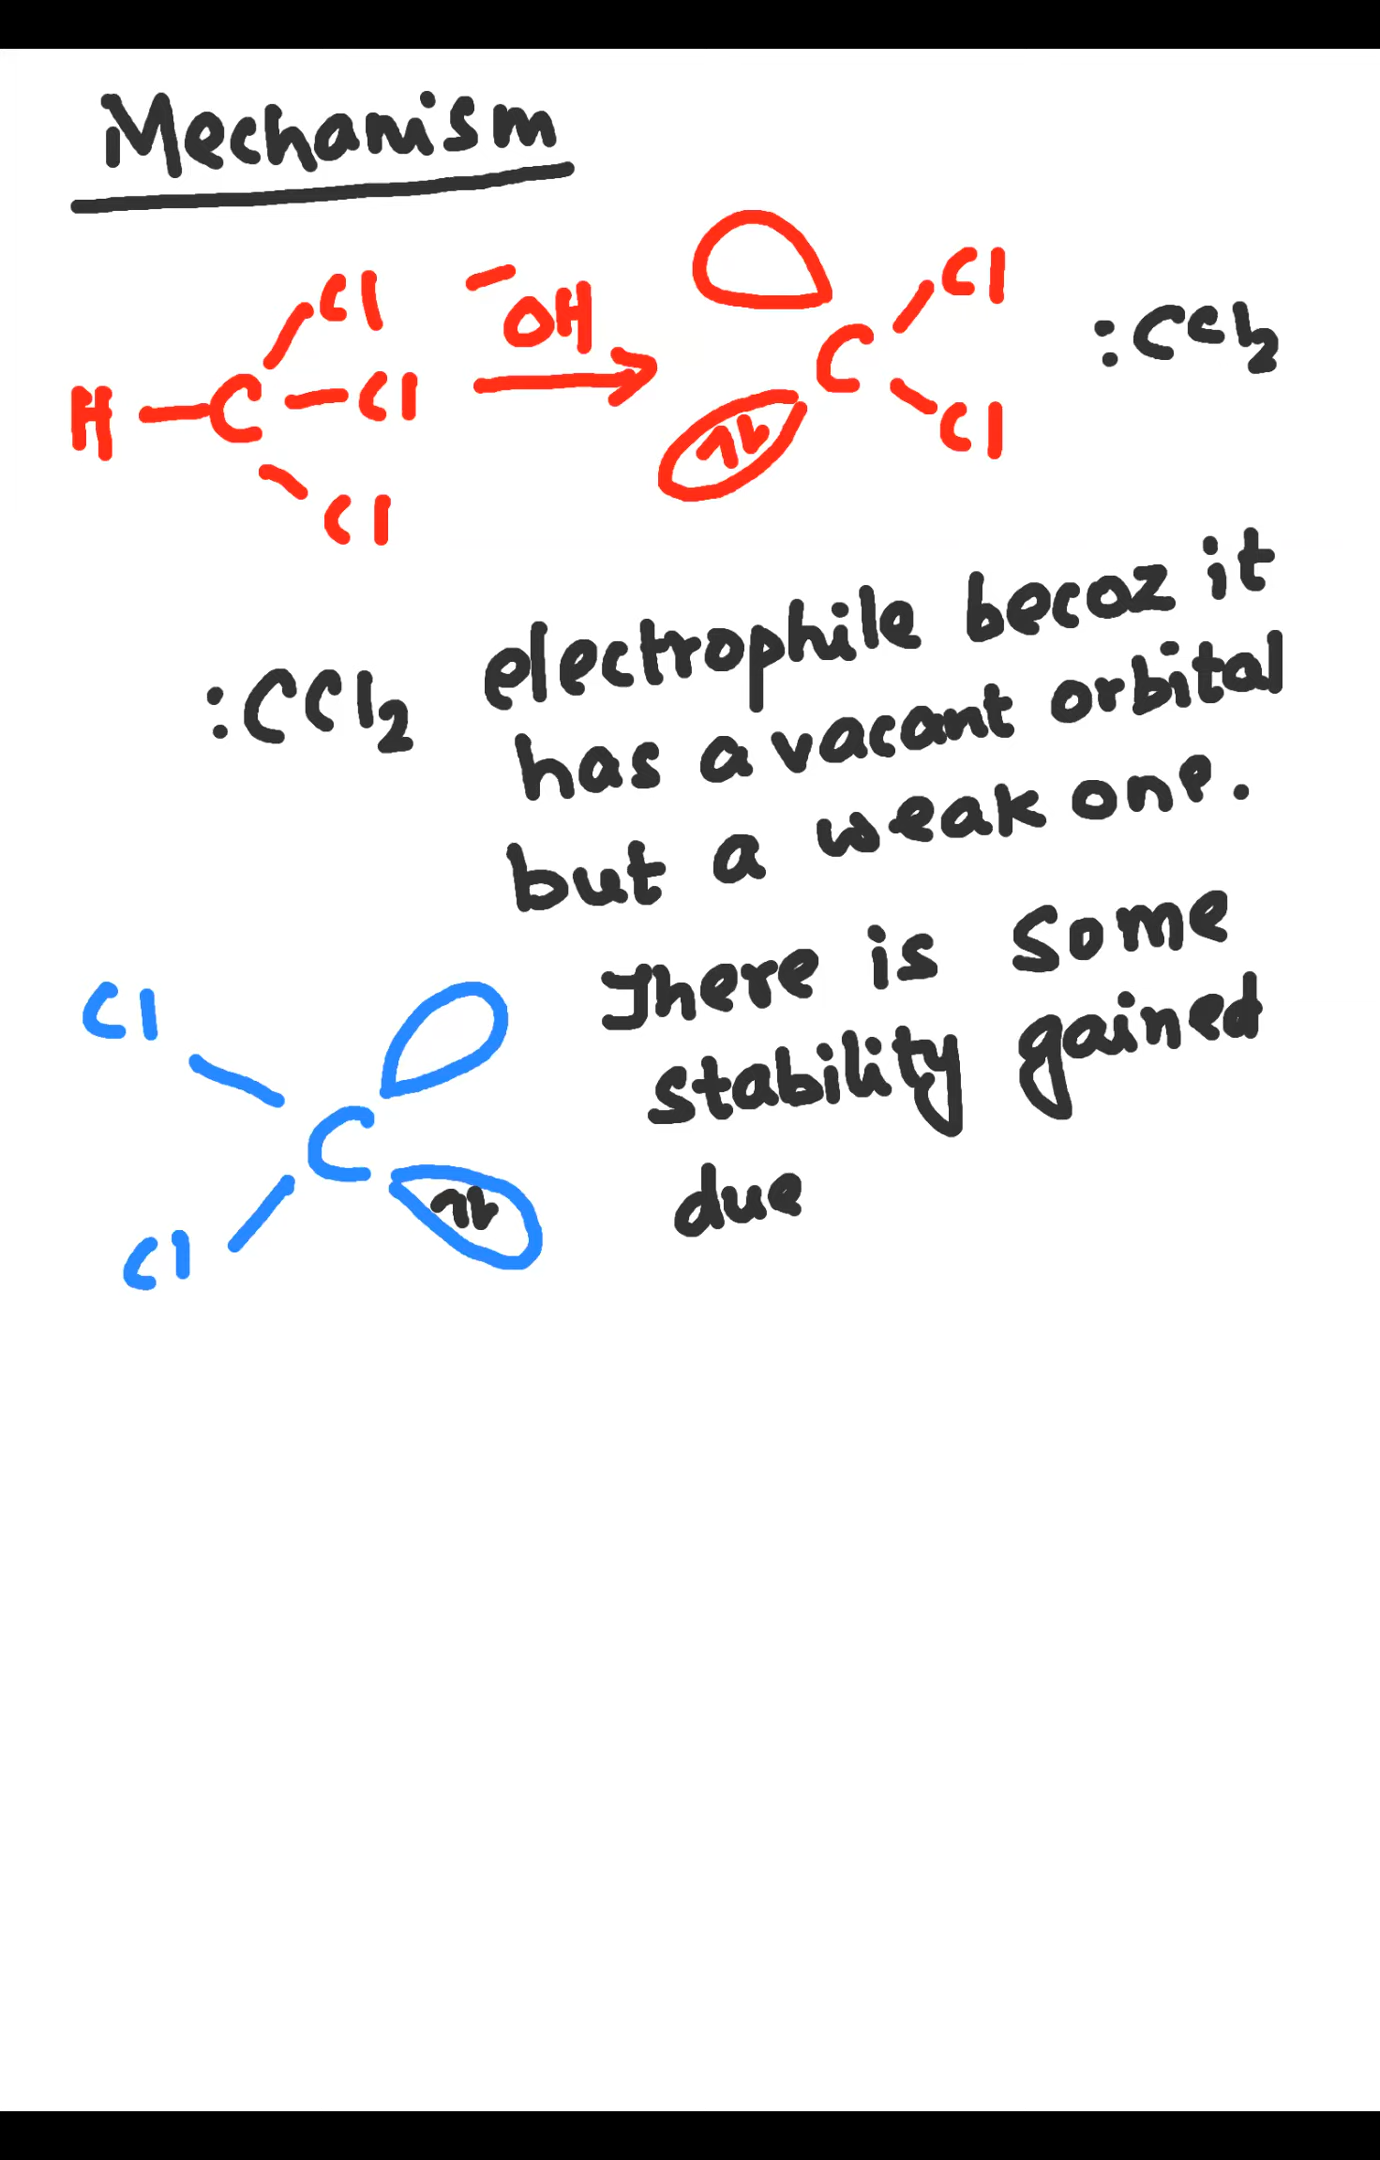 Mechanism
Cl
H-C-Cl
Cl
-OH
→
Cl
C
Cl
:CCl2
:CCl2
electrophile becoz it
has a vacant orbital
but a weak one.
There is some
stability gained
due
Cl
C
Cl